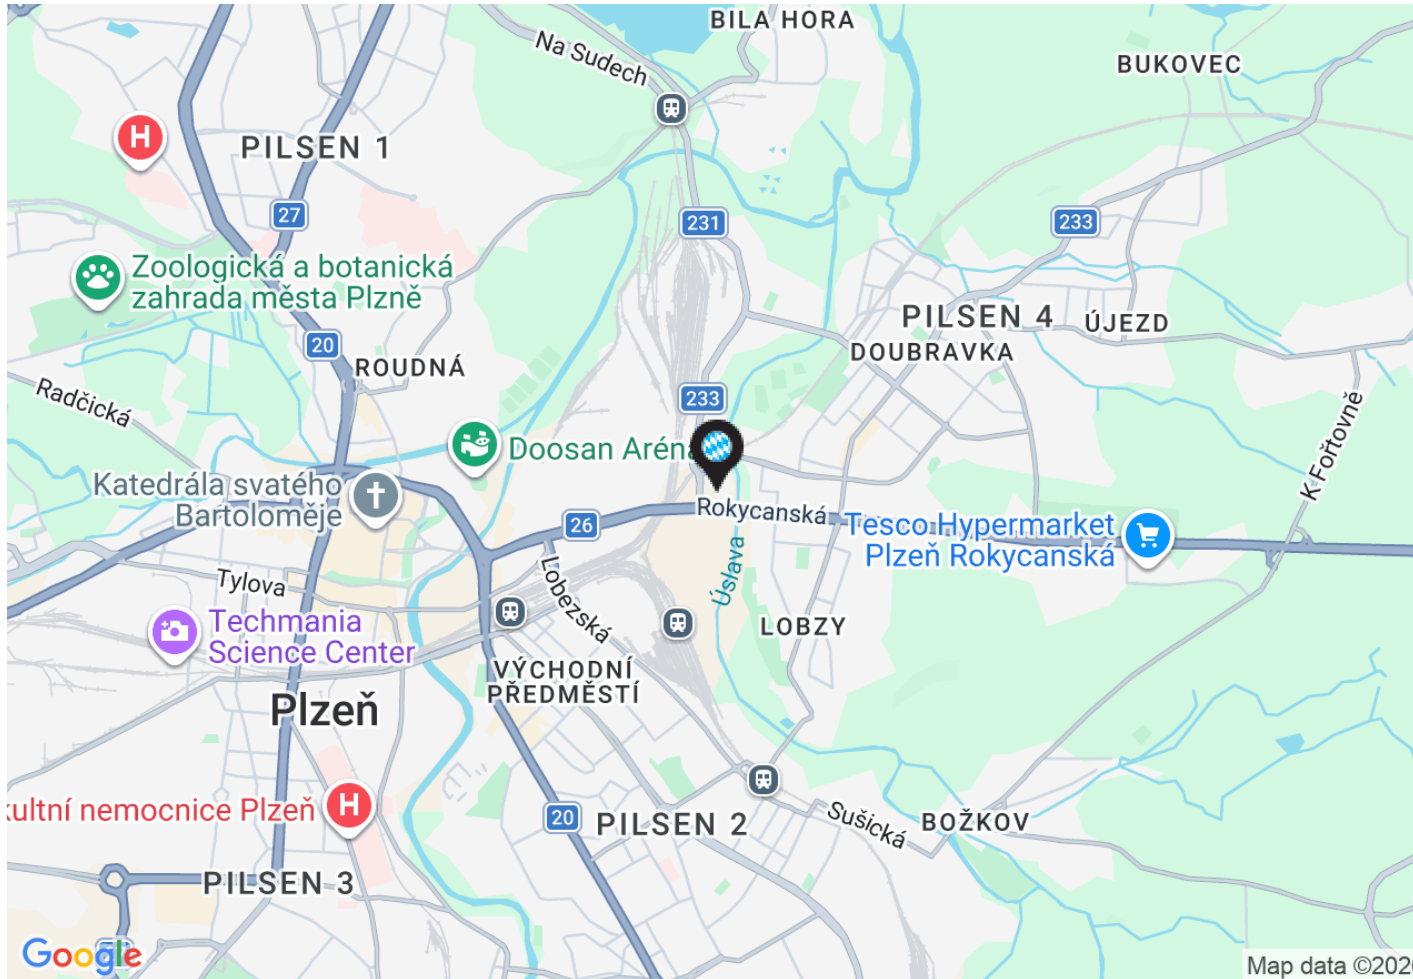 BILA HORA
Na Sudech
BUKOVEC
H
PILSEN 1
27
231
233
Zoologická a botanická
zahrada města Plzně
PILSEN 4
ÚJEZD
20
DOUBRAVKA
ROUDNÁ
Radčická
233
K Fořtovně
Doosan Aréna
Katedrála svatého
Bartoloměje
Rokycanská
26
Tesco Hypermarket
Plzeň Rokycanská
Úslava
Tylova
Lobezská
Techmania
Science Center
LOBZY
VÝCHODNÍ
PŘEDMĚSTÍ
Plzeň
kultní nemocnice Plzeň
H
20
PILSEN 2
Sušická
BOŽKOV
PILSEN 3
Google
Map data ©2026